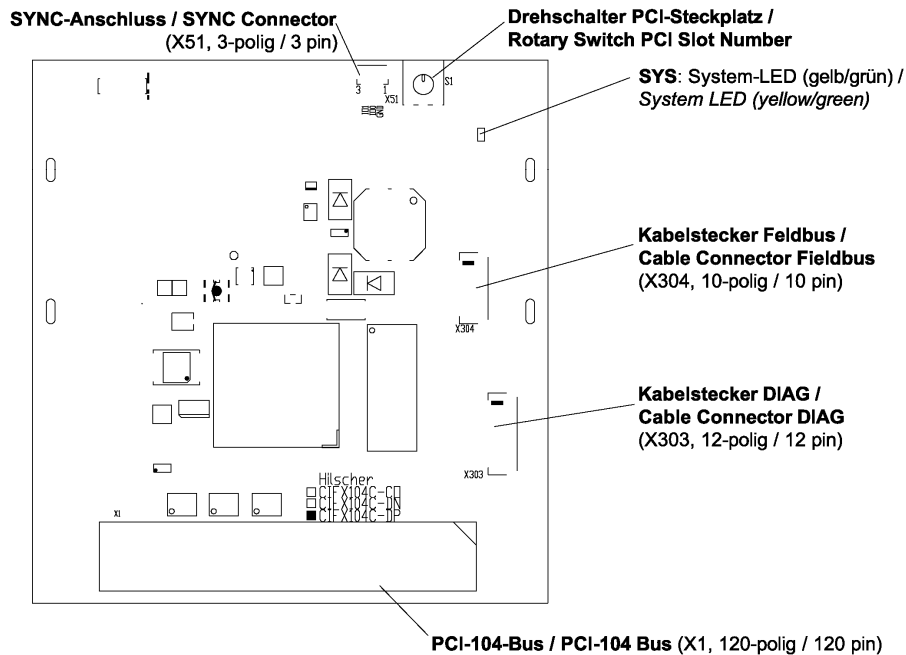 SYNC-Anschluss / SYNC Connector
(X51, 3-polig / 3 pin)
Drehschalter PCI-Steckplatz /
Rotary Switch PCI Slot Number
SYS: System-LED (gelb/grün) /
System LED (yellow/green)
3
1
X51
S1
Kabelstecker Feldbus /
Cable Connector Fieldbus
(X304, 10-polig / 10 pin)
X304
Kabelstecker DIAG /
Cable Connector DIAG
(X303, 12-polig / 12 pin)
X303
Hilscher
CIFX104C-CO
CIFX104C-DN
CIFX104C-DP
X1
PCI-104-Bus / PCI-104 Bus (X1, 120-polig / 120 pin)